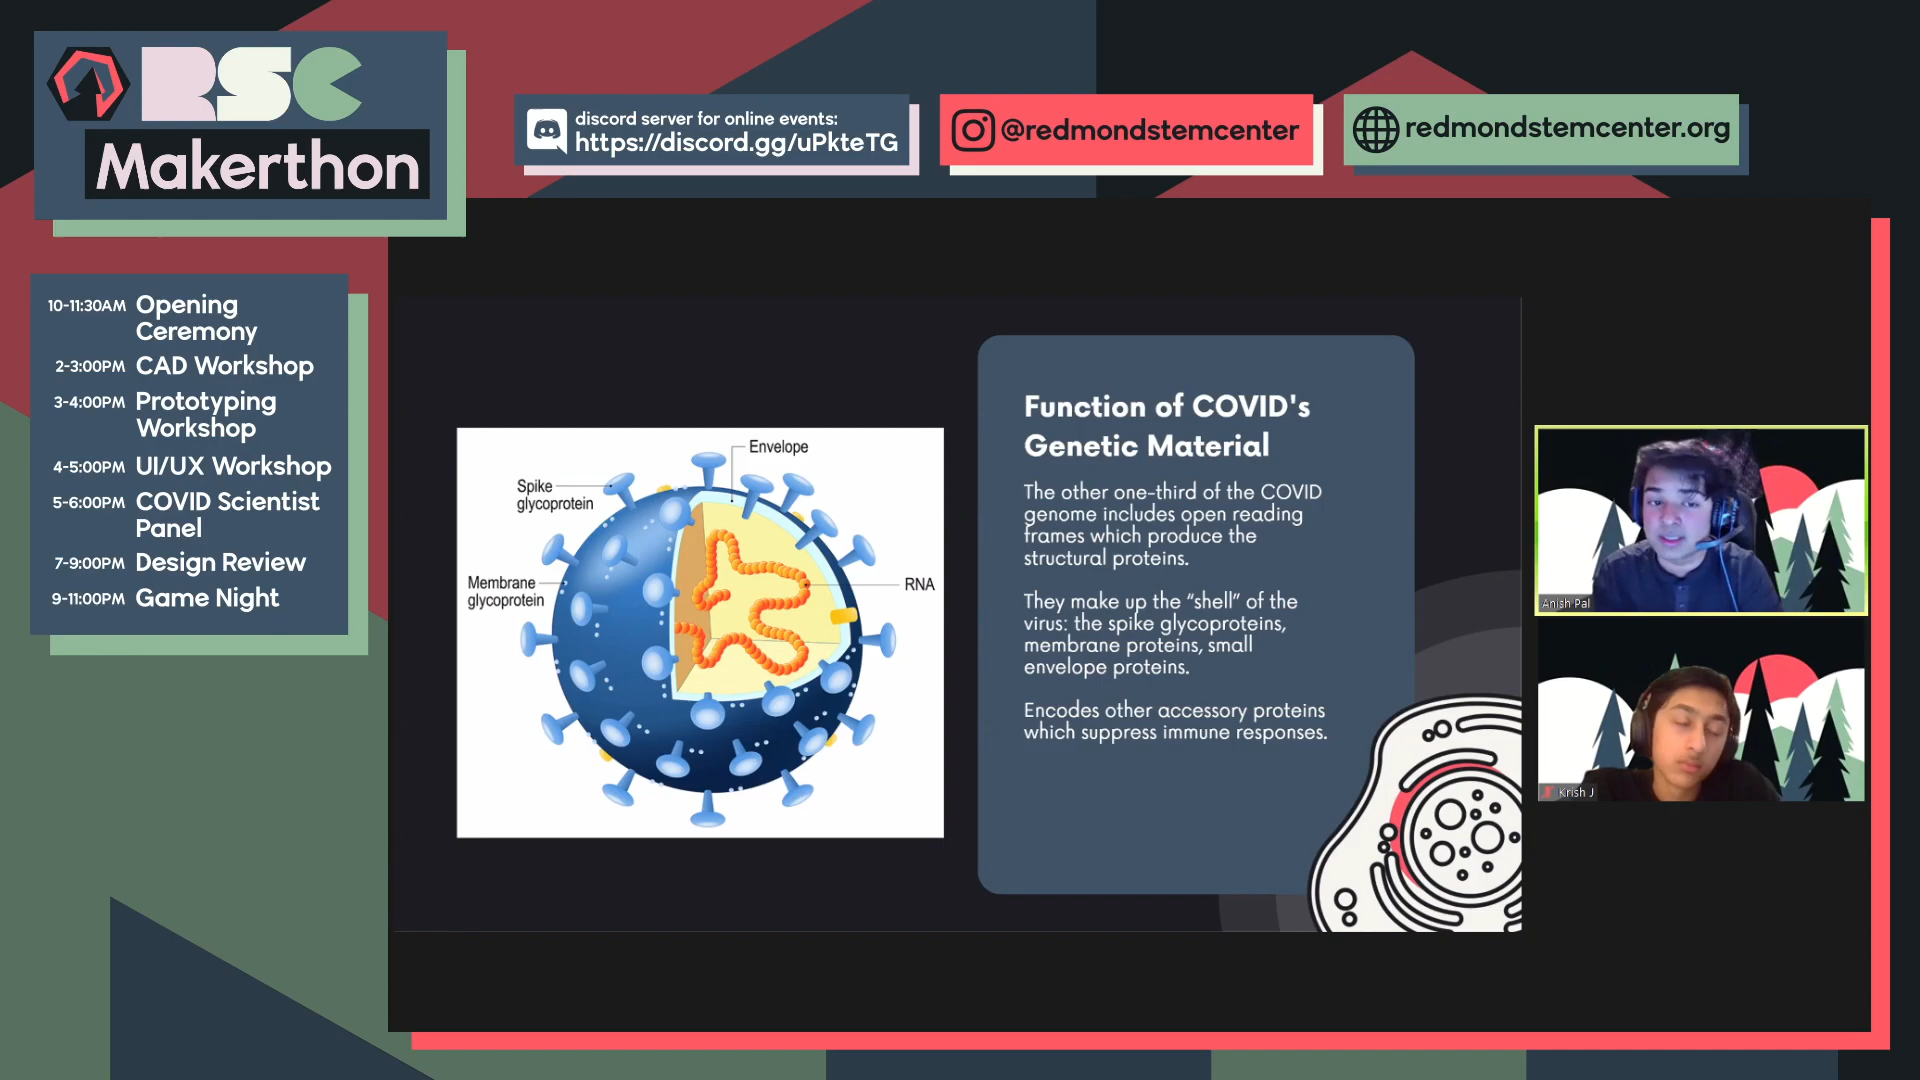 RSC
Makerthon
discord server for online events:
https://discord.gg/uPkteTG
@redmondstemcenter
redmondstemcenter.org
10-11:30AM Opening
Ceremony
2-3:00PM CAD Workshop
3-4:00PM Prototyping
Workshop
4-5:00PM UI/UX Workshop
5-6:00PM COVID Scientist
Panel
7-9:00PM Design Review
9-11:00PM Game Night
Envelope
Spike
glycoprotein
Membrane
glycoprotein
RNA
Function of COVID's
Genetic Material
The other one-third of the COVID
genome includes open reading
frames which produce the
structural proteins.
They make up the “shell” of the
virus: the spike glycoproteins,
membrane proteins, small
envelope proteins.
Encodes other accessory proteins
which suppress immune responses.
Anish Pal
Krish J